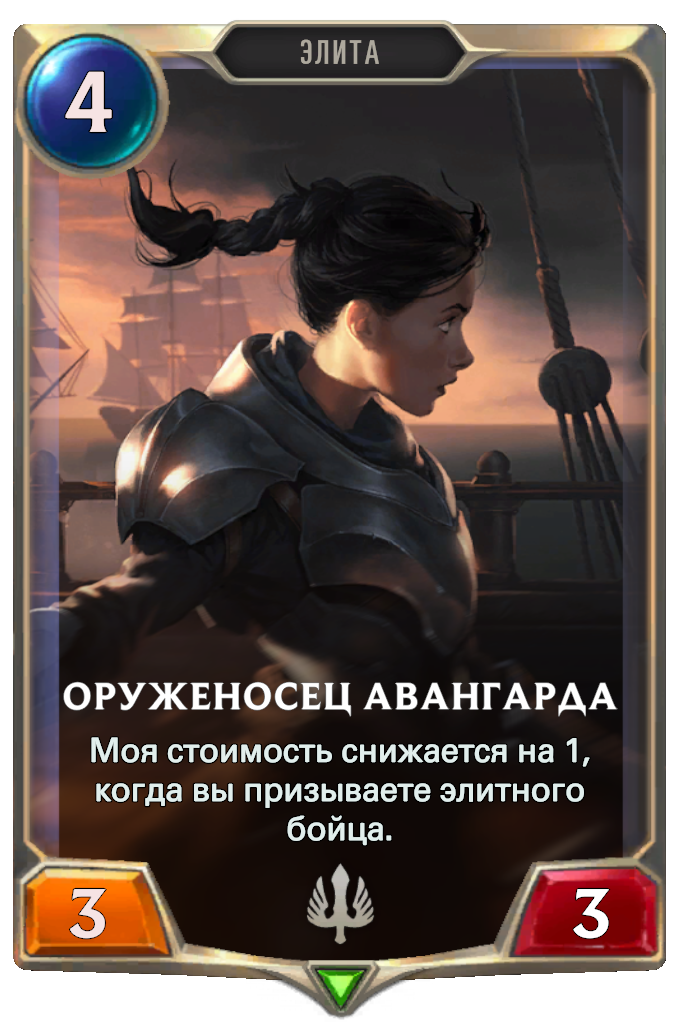 ЭЛИТА
4
ОРУЖЕНОСЕЦ АВАНГАРДА
Моя стоимость снижается на 1,
когда вы призываете элитного
бойца.
3
3